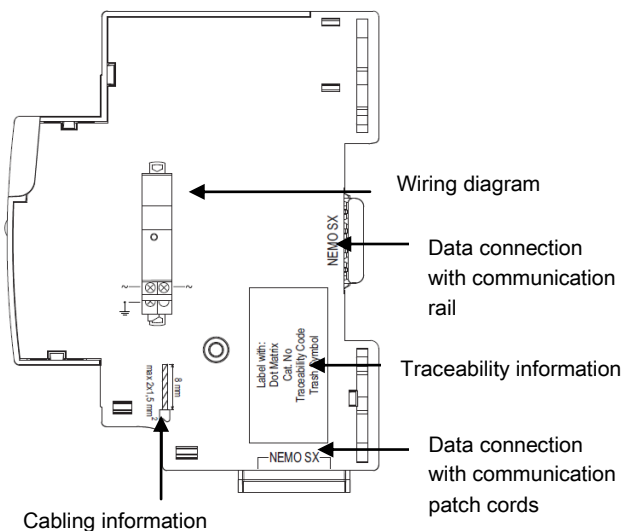 Wiring diagram
NEMO SX
Data connection
with communication
rail
Label with:
Dot Matrix
Cat. No
Traceability Code
Trash Symbol
Traceability information
8 mm
max 2x1,5 mm²
NEMO SX
Data connection
with communication
patch cords
Cabling information